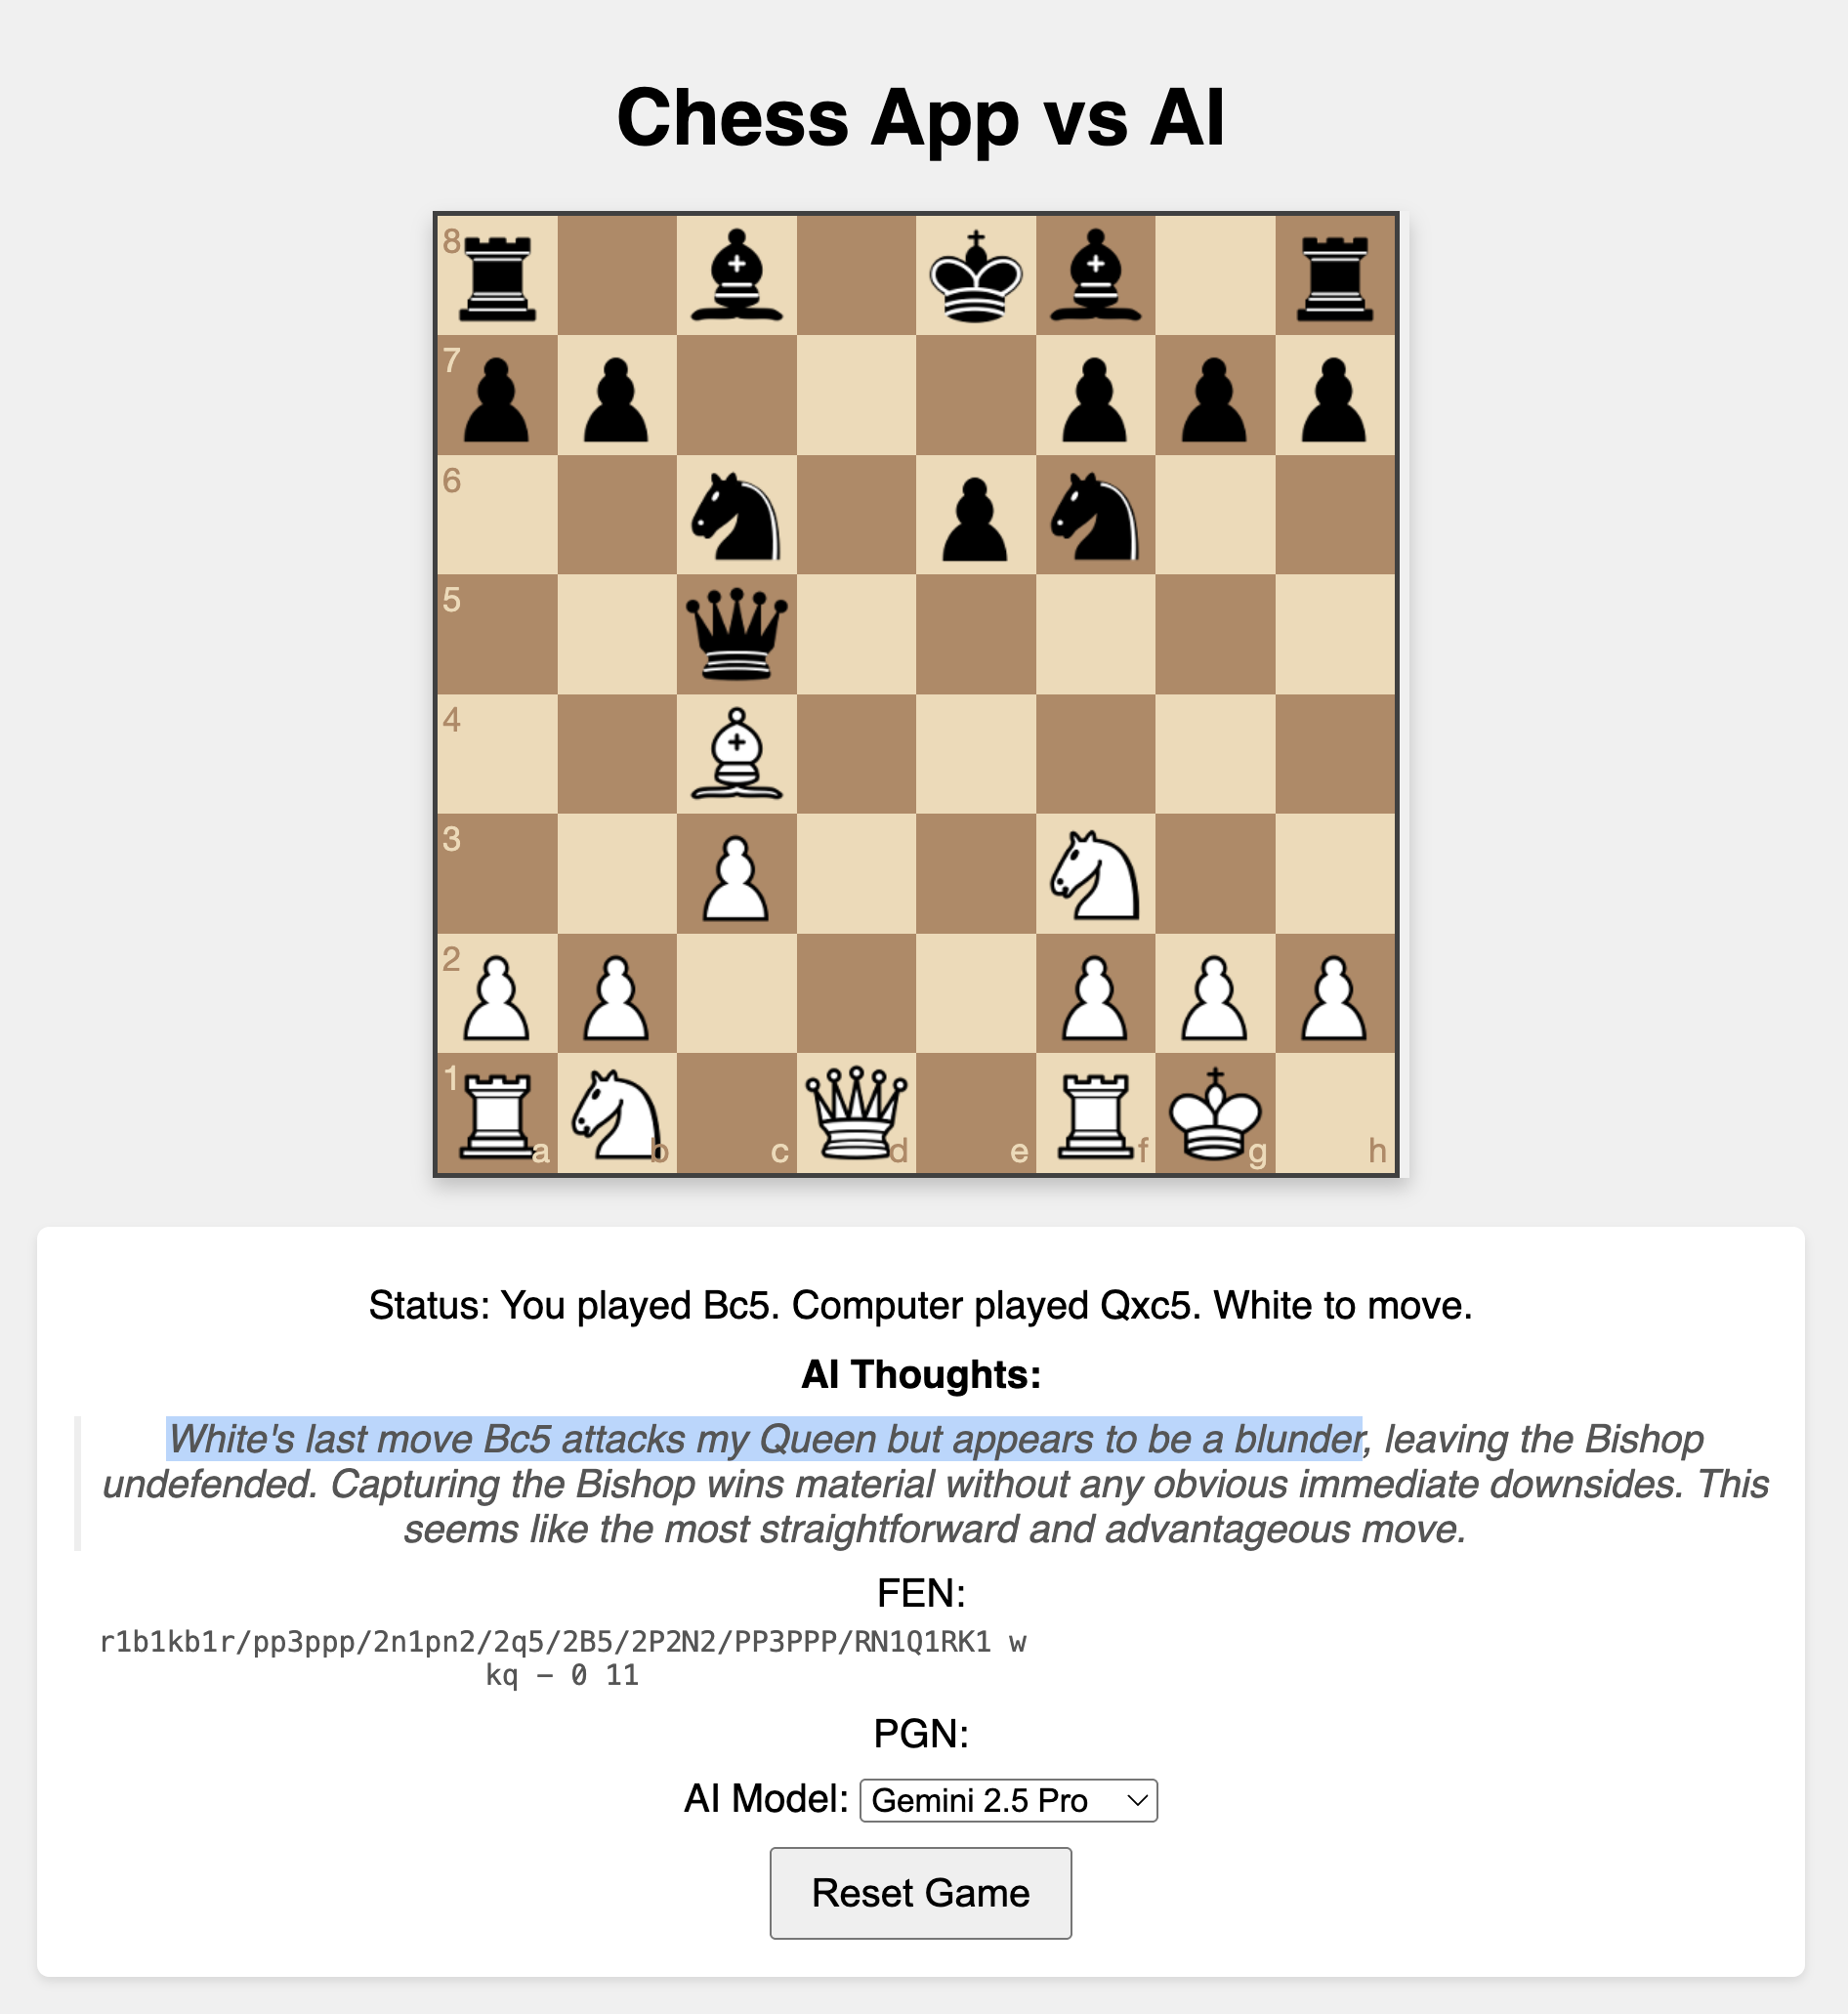 Chess App vs AI
8
7
6
5
4
3
2
1
a b c d e f g h
Status: You played Bc5. Computer played Qxc5. White to move.
AI Thoughts:
White's last move Bc5 attacks my Queen but appears to be a blunder, leaving the Bishop
undefended. Capturing the Bishop wins material without any obvious immediate downsides. This
seems like the most straightforward and advantageous move.
FEN:
r1b1kb1r/pp3ppp/2n1pn2/2q5/2B5/2P2N2/PP3PPP/RN1Q1RK1 w
kq – 0 11
PGN:
AI Model: Gemini 2.5 Pro
Reset Game